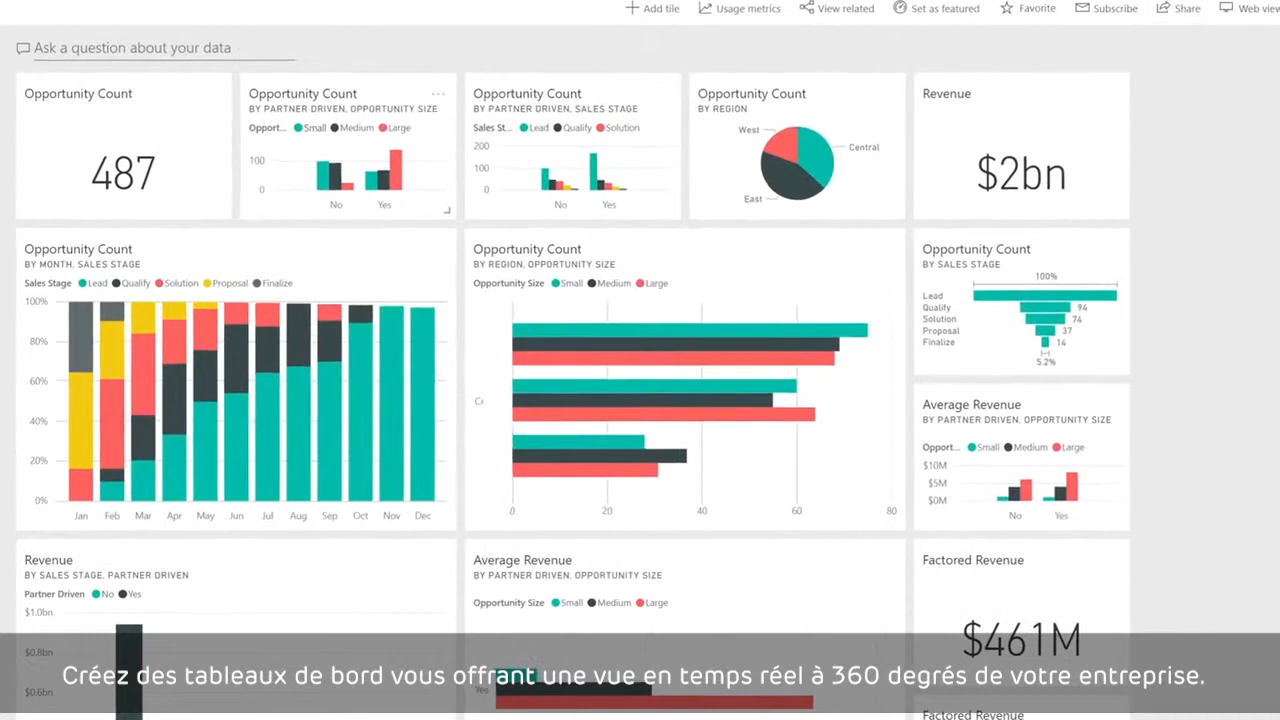 Add tile
Usage metrics
View related
Set as featured
Favorite
Subscribe
Share
Web view
Ask a question about your data
Opportunity Count
487
Opportunity Count
BY PARTNER DRIVEN, OPPORTUNITY SIZE
Opport... Small Medium Large
100
0
No Yes
Opportunity Count
BY PARTNER DRIVEN, SALES STAGE
Sales St... Lead Qualify Solution
200
100
0
No Yes
Opportunity Count
BY REGION
West
Central
East
Revenue
$2bn
Opportunity Count
BY MONTH, SALES STAGE
Sales Stage Lead Qualify Solution Proposal Finalize
100%
80%
60%
40%
20%
0%
Jan Feb Mar Apr May Jun Jul Aug Sep Oct Nov Dec
Opportunity Count
BY REGION, OPPORTUNITY SIZE
Opportunity Size Small Medium Large
0 20 40 60 80
Opportunity Count
BY SALES STAGE
100%
Lead
Qualify 94
Solution 74
Proposal 37
Finalize 14
5.2%
Average Revenue
BY PARTNER DRIVEN, OPPORTUNITY SIZE
Opport... Small Medium Large
$10M
$5M
$0M
No Yes
Revenue
BY SALES STAGE, PARTNER DRIVEN
Partner Driven No Yes
$1.0bn
$0.8bn
$0.6bn
Average Revenue
BY PARTNER DRIVEN, OPPORTUNITY SIZE
Opportunity Size Small Medium Large
Yes
Factored Revenue
$461M
Factored Revenue
Créez des tableaux de bord vous offrant une vue en temps réel à 360 degrés de votre entreprise.